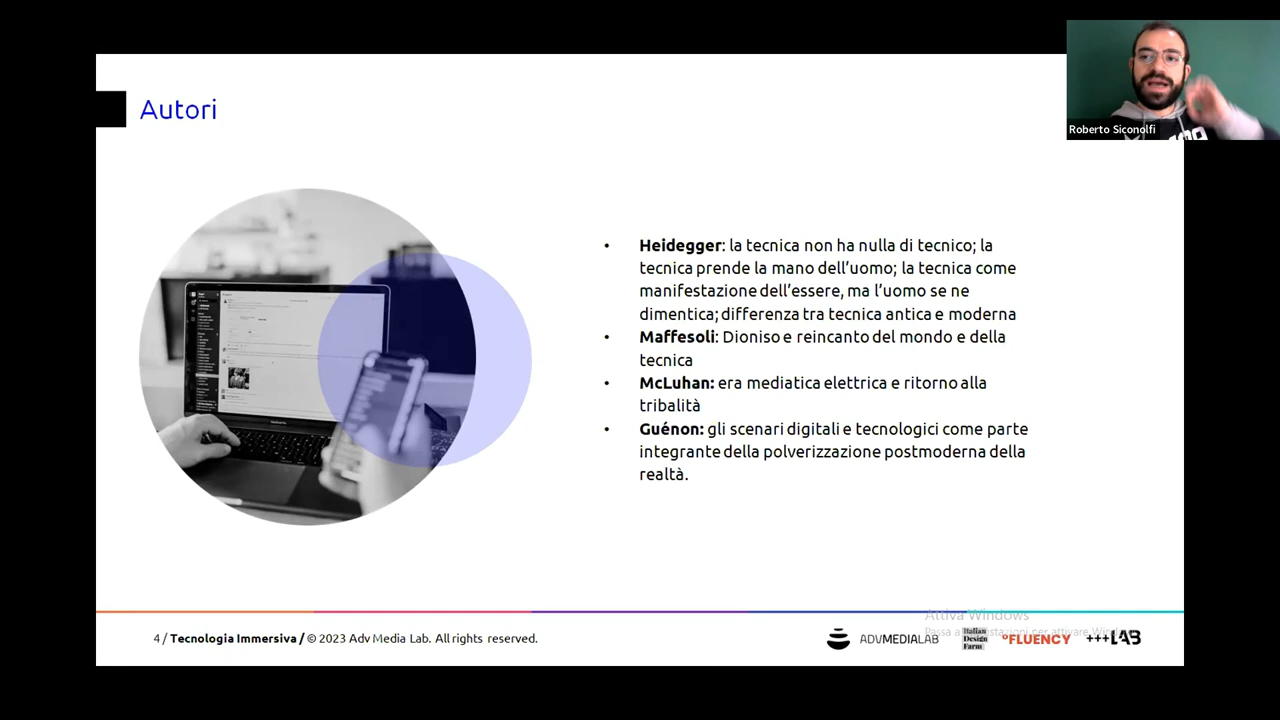 Autori
Roberto Siconolfi
• Heidegger: la tecnica non ha nulla di tecnico; la
tecnica prende la mano dell'uomo; la tecnica come
manifestazione dell'essere, ma l'uomo se ne
dimentica; differenza tra tecnica antica e moderna
• Maffesoli: Dioniso e reincanto del mondo e della
tecnica
• McLuhan: era mediatica elettrica e ritorno alla
tribalità
• Guénon: gli scenari digitali e tecnologici come parte
integrante della polverizzazione postmoderna della
realtà.
Attiva Windows
4 / Tecnologia Immersiva / © 2023 Adv Media Lab. All rights reserved.
ADVMEDIALAB
Italian
Design
Farm
°FLUENCY
+++LAB